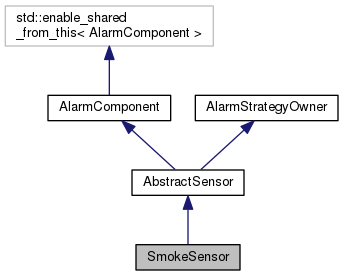 std::enable_shared
_from_this< AlarmComponent >
AlarmComponent
AlarmStrategyOwner
AbstractSensor
SmokeSensor